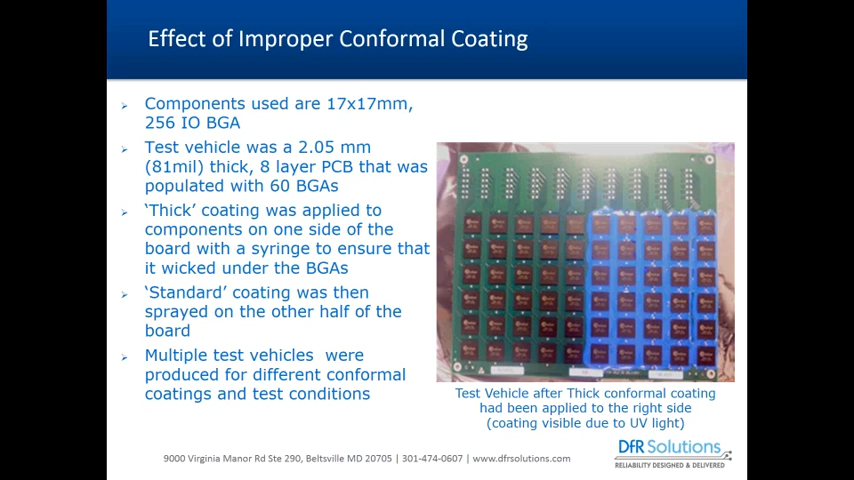 Effect of Improper Conformal Coating
➢ Components used are 17x17mm,
256 IO BGA
➢ Test vehicle was a 2.05 mm
(81mil) thick, 8 layer PCB that was
populated with 60 BGAs
➢ ‘Thick’ coating was applied to
components on one side of the
board with a syringe to ensure that
it wicked under the BGAs
➢ ‘Standard’ coating was then
sprayed on the other half of the
board
➢ Multiple test vehicles were
produced for different conformal
coatings and test conditions
Test Vehicle after Thick conformal coating
had been applied to the right side
(coating visible due to UV light)
9000 Virginia Manor Rd Ste 290, Beltsville MD 20705 | 301-474-0607 | www.dfrsolutions.com
DfR Solutions
RELIABILITY DESIGNED & DELIVERED